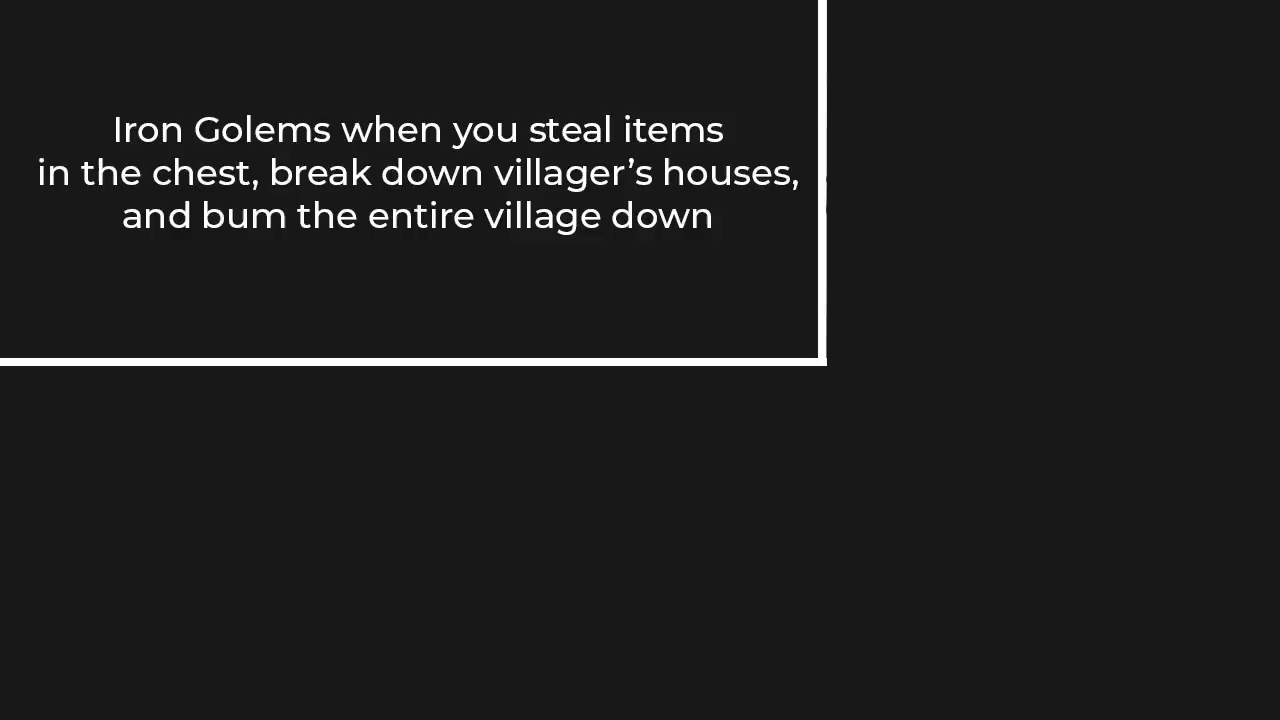 Iron Golems when you steal items
in the chest, break down villager’s houses,
and bum the entire village down